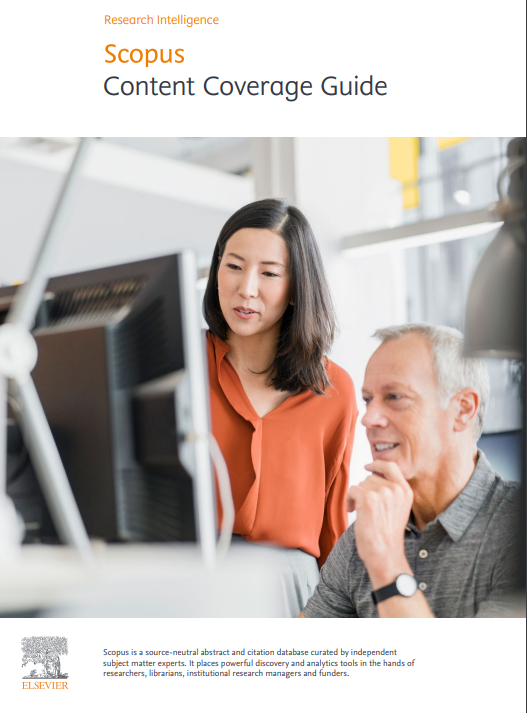 Research Intelligence
Scopus
Content Coverage Guide
ELSEVIER
Scopus is a source-neutral abstract and citation database curated by independent
subject matter experts. It places powerful discovery and analytics tools in the hands of
researchers, librarians, institutional research managers and funders.